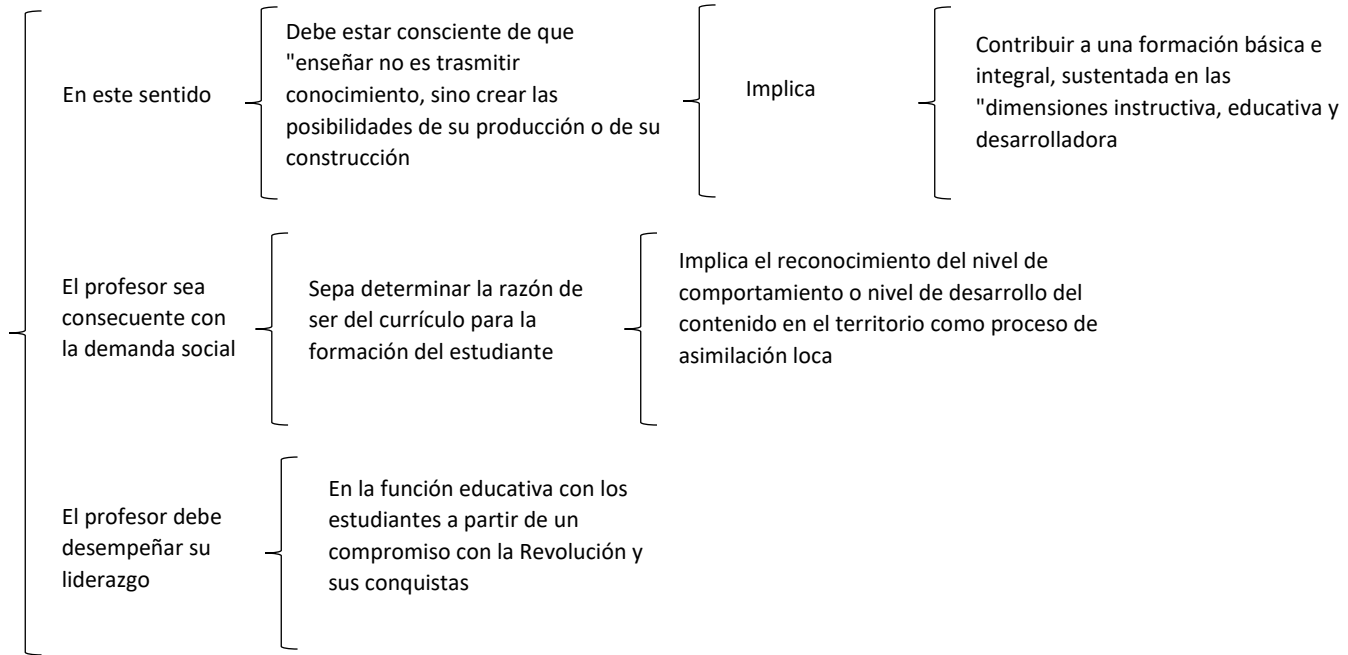 En este sentido
Debe estar consciente de que
"enseñar no es trasmitir
conocimiento, sino crear las
posibilidades de su producción o de su
construcción
Implica
Contribuir a una formación básica e
integral, sustentada en las
"dimensiones instructiva, educativa y
desarrolladora
El profesor sea
consecuente con
la demanda social
Sepa determinar la razón de
ser del currículo para la
formación del estudiante
Implica el reconocimiento del nivel de
comportamiento o nivel de desarrollo del
contenido en el territorio como proceso de
asimilación loca
El profesor debe
desempeñar su
liderazgo
En la función educativa con los
estudiantes a partir de un
compromiso con la Revolución y
sus conquistas